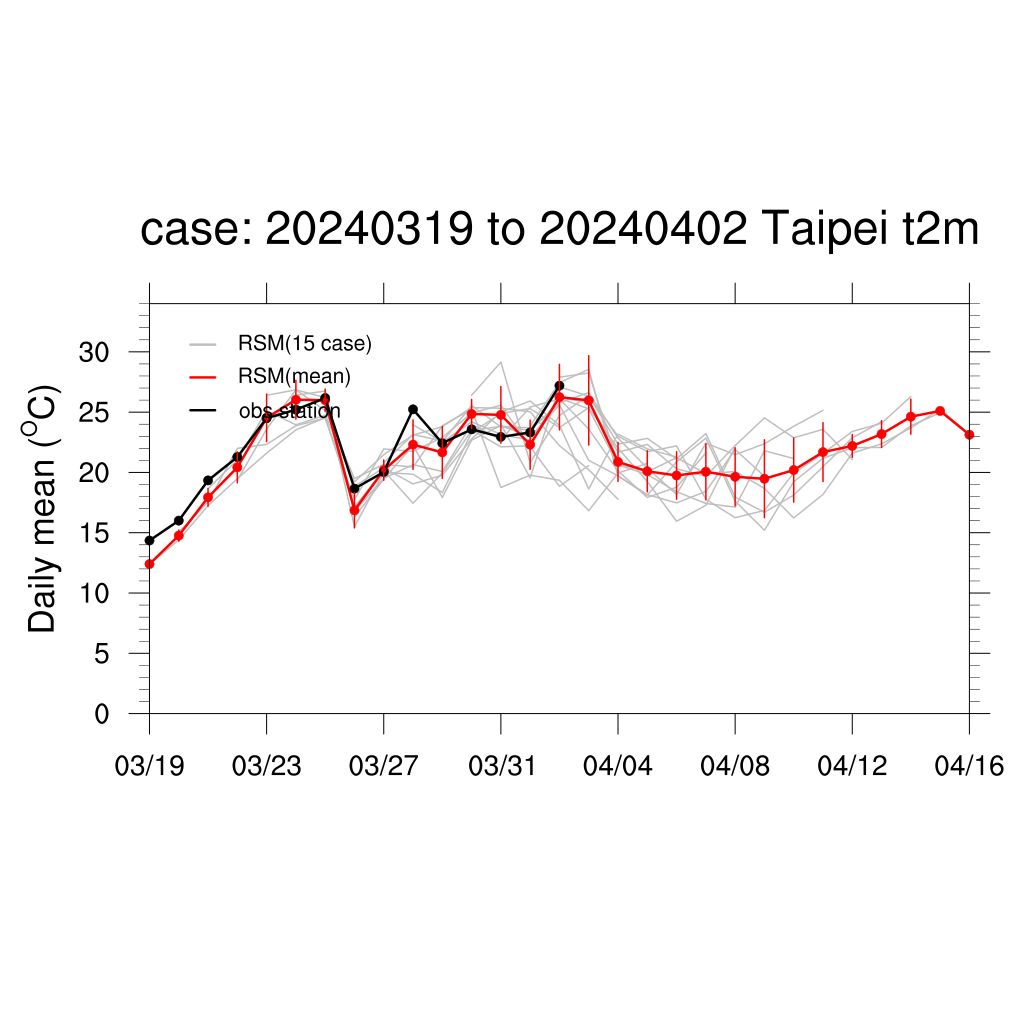 case: 20240319 to 20240402 Taipei t2m
RSM(15 case)
RSM(mean)
obs station
Daily mean (°C)
30
25
20
15
10
5
0
03/19 03/23 03/27 03/31 04/04 04/08 04/12 04/16